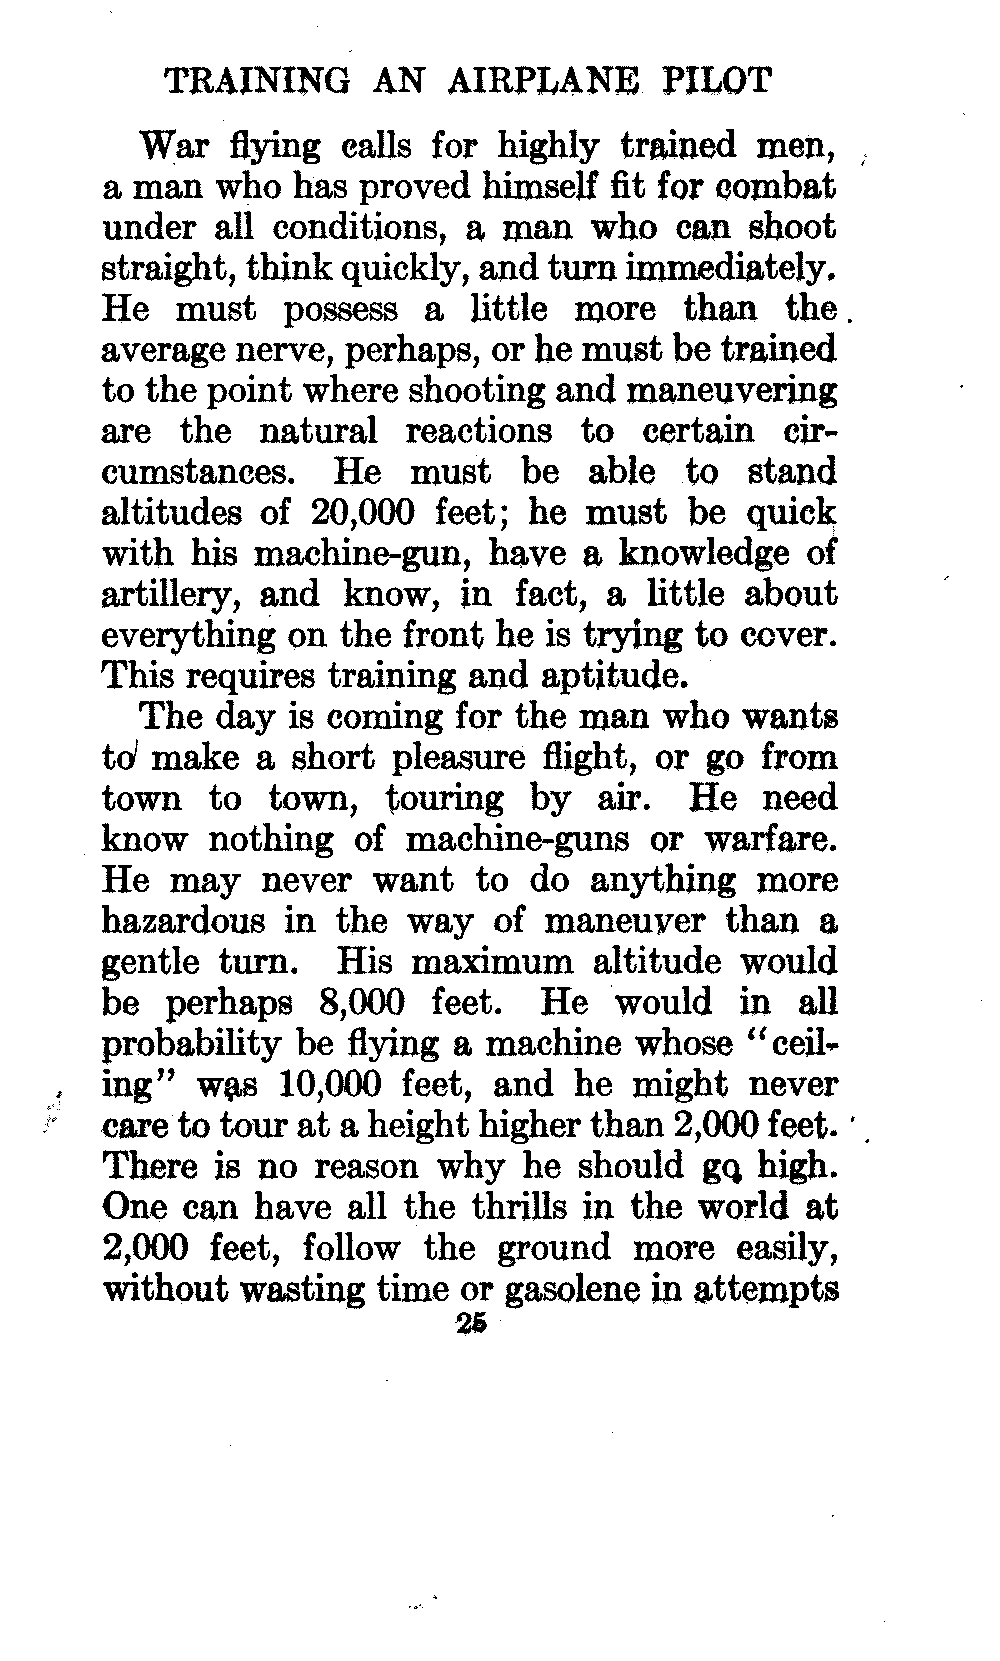 TRAINING AN AIRPLANE PILOT
War flying calls for highly trained men,
a man who has proved himself fit for combat
under all conditions, a man who can shoot
straight, think quickly, and turn immediately.
He must possess a little more than the
average nerve, perhaps, or he must be trained
to the point where shooting and maneuvering
are the natural reactions to certain cir-
cumstances. He must be able to stand
altitudes of 20,000 feet; he must be quick
with his machine-gun, have a knowledge of
artillery, and know, in fact, a little about
everything on the front he is trying to cover.
This requires training and aptitude.
The day is coming for the man who wants
to make a short pleasure flight, or go from
town to town, touring by air. He need
know nothing of machine-guns or warfare.
He may never want to do anything more
hazardous in the way of maneuver than a
gentle turn. His maximum altitude would
be perhaps 8,000 feet. He would in all
probability be flying a machine whose "ceil-
ing" was 10,000 feet, and he might never
care to tour at a height higher than 2,000 feet.
There is no reason why he should go high.
One can have all the thrills in the world at
2,000 feet, follow the ground more easily,
without wasting time or gasolene in attempts
25